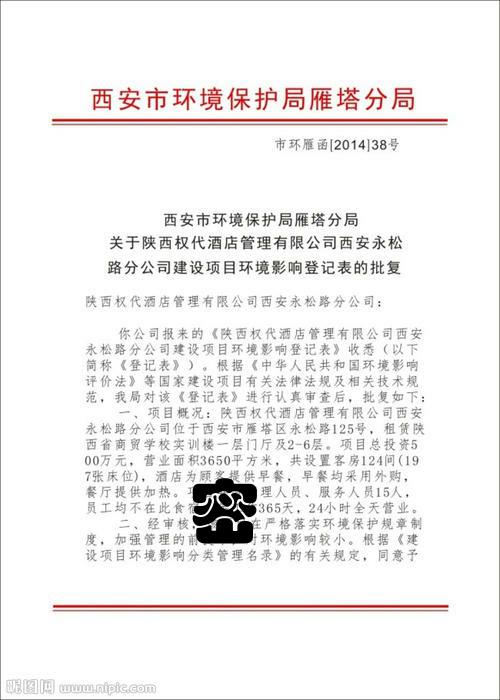 西安市环境保护局雁塔分局
市环雁函[2014]38号
西安市环境保护局雁塔分局
关于陕西权代酒店管理有限公司西安永松
路分公司建设项目环境影响登记表的批复
陕西权代酒店管理有限公司西安永松路分公司：
你公司报来的《陕西权代酒店管理有限公司西安
永松路分公司建设项目环境影响登记表》收悉（以下
简称《登记表》）。根据《中华人民共和国环境影响
评价法》等国家建设项目有关法律法规及相关技术规
范，我局对该《登记表》进行认真审查后，批复如下：
一、项目概况：陕西权代酒店管理有限公司西安
永松路分公司位于西安市雁塔区永松路125号，租赁陕
西省商贸学校实训楼一层门厅及2-6层。项目总投资5
00万元，营业面积3650平方米，共设置客房124间(19
7张床位)，酒店为顾客提供早餐，早餐均采用外购，
餐厅提供加热。项 理人员、服务人员15人，
员工均不在此食宿 365天，24小时全天营业。
二、经审核， 在严格落实环境保护规章制
度，加强管理的前 对环境影响较小。根据《建
设项目环境影响分类管理名录》的有关规定，同意予
昵图网
www.nipic.com